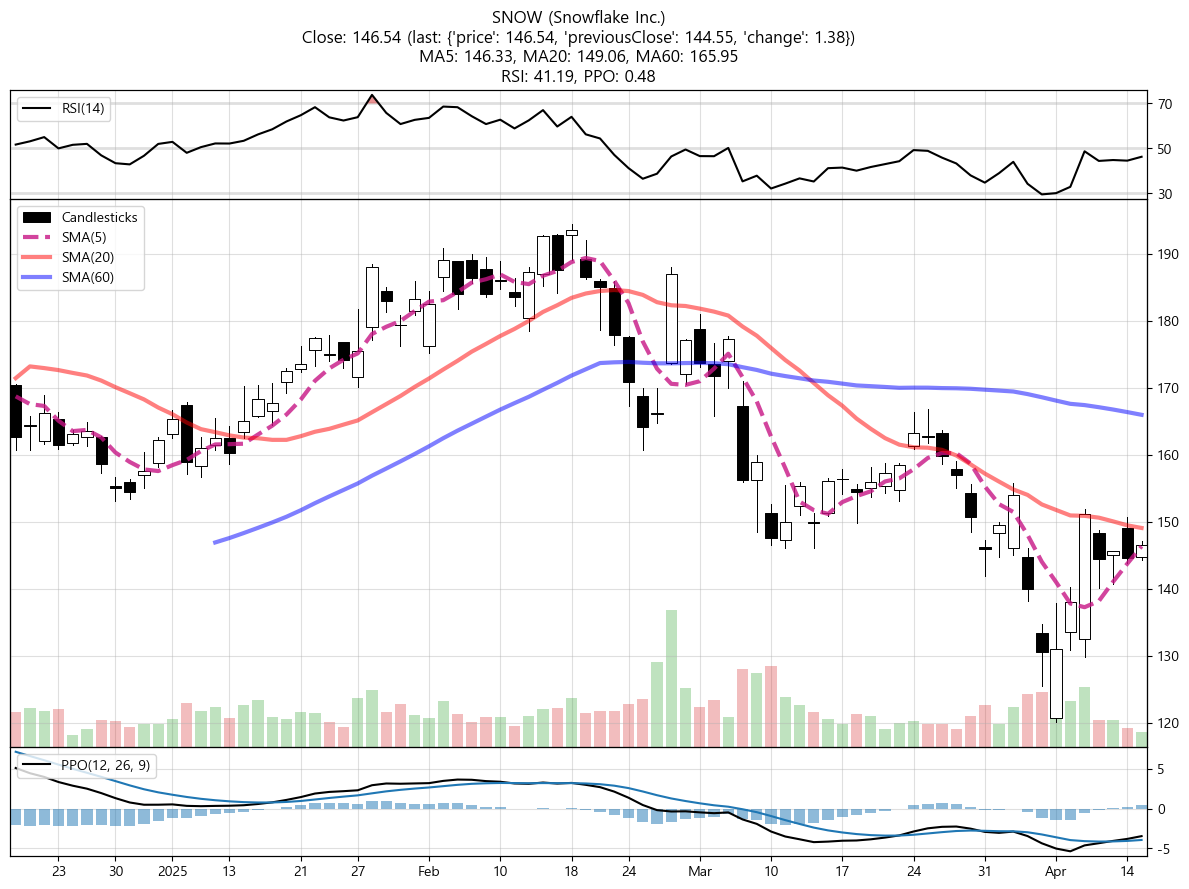 SNOW (Snowflake Inc.)
Close: 146.54 (last: {'price': 146.54, 'previousClose': 144.55, 'change': 1.38})
MA5: 146.33, MA20: 149.06, MA60: 165.95
RSI: 41.19, PPO: 0.48
RSI(14)
70
50
30
Candlesticks
SMA(5)
SMA(20)
SMA(60)
190
180
170
160
150
140
130
120
PPO(12, 26, 9)
5
0
-5
23 30 2025 13 21 27 Feb 10 18 24 Mar 10 17 24 31 Apr 14